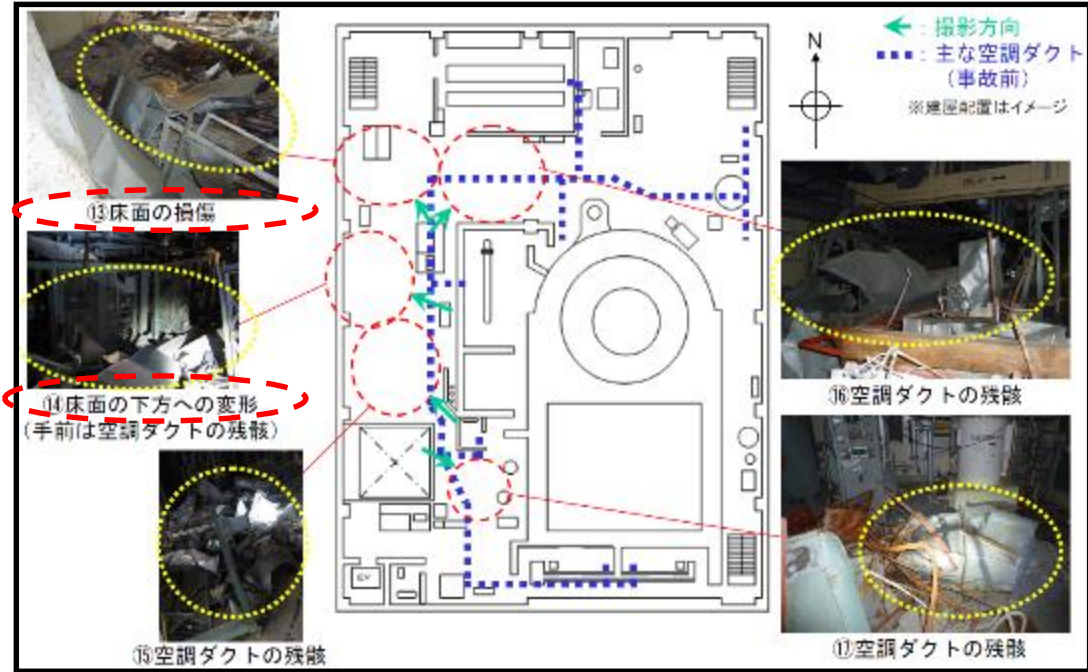 ⑬床面の損傷
⑭床面の下方への変形
(手前は空調ダクトの残骸)
⑮空調ダクトの残骸
N
：撮影方向
：主な空調ダクト
(事故前)
※建屋配置はイメージ
⑯空調ダクトの残骸
⑰空調ダクトの残骸
EV